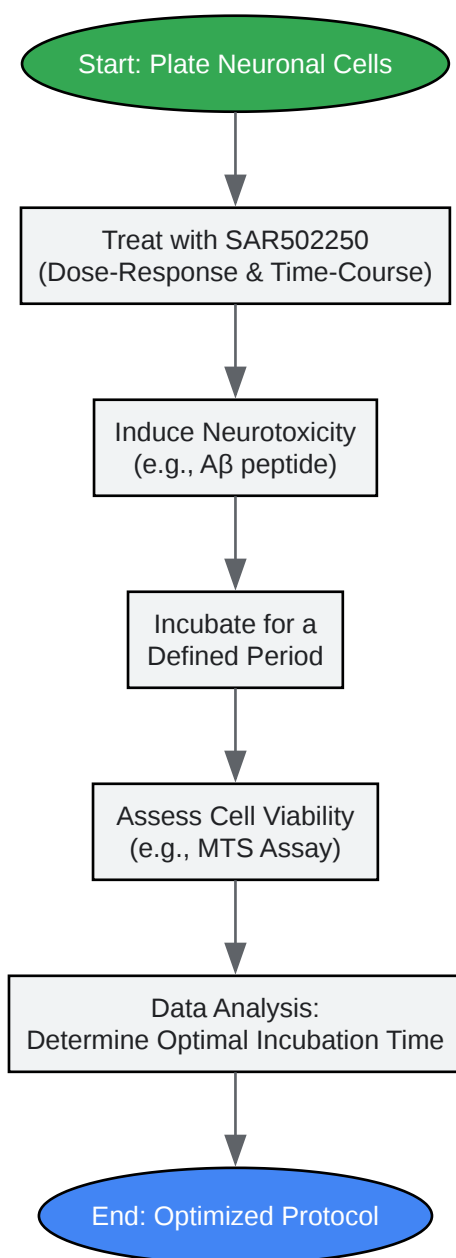 Start: Plate Neuronal Cells
Treat with SAR502250
(Dose-Response & Time-Course)
Induce Neurotoxicity
(e.g., Aβ peptide)
Incubate for a
Defined Period
Assess Cell Viability
(e.g., MTS Assay)
Data Analysis:
Determine Optimal Incubation Time
End: Optimized Protocol